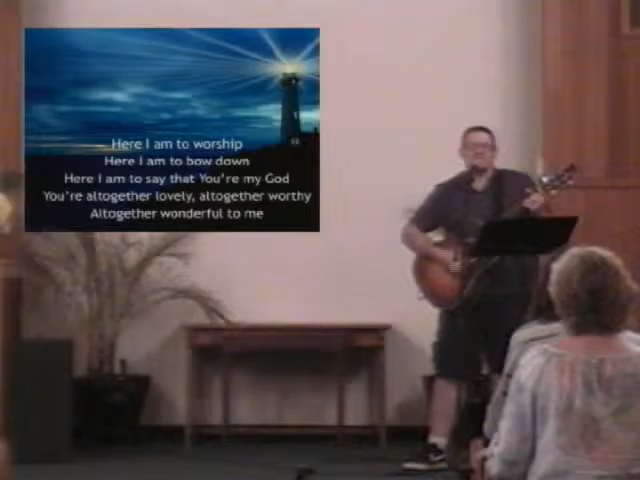 Here I am to worship
Here I am to bow down
Here I am to say that You're my God
You're altogether lovely, altogether worthy
Altogether wonderful to me